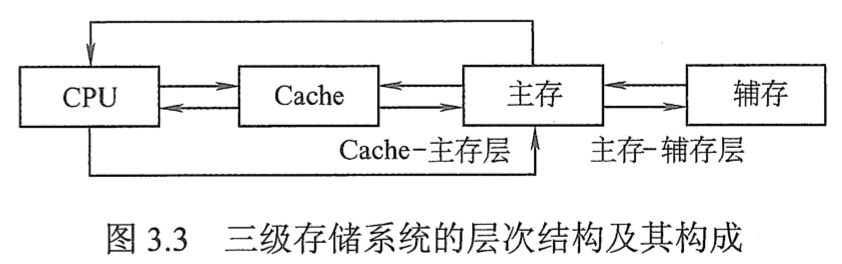 CPU
Cache
主存
辅存
Cache-主存层
主存-辅存层
图 3.3 三级存储系统的层次结构及其构成